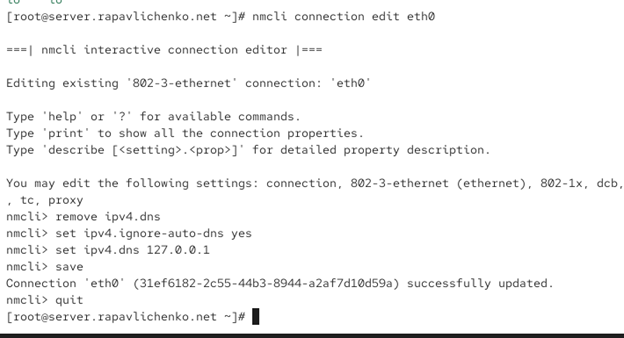 [root@server.rapavlichenko.net ~]# nmcli connection edit eth0
===| nmcli interactive connection editor |===
Editing existing '802-3-ethernet' connection: 'eth0'
Type 'help' or '?' for available commands.
Type 'print' to show all the connection properties.
Type 'describe [<setting>.<prop>]' for detailed property description.
You may edit the following settings: connection, 802-3-ethernet (ethernet), 802-1x, dcb,
, tc, proxy
nmcli> remove ipv4.dns
nmcli> set ipv4.ignore-auto-dns yes
nmcli> set ipv4.dns 127.0.0.1
nmcli> save
Connection 'eth0' (31ef6182-2c55-44b3-8944-a2af7d10d59a) successfully updated.
nmcli> quit
[root@server.rapavlichenko.net ~]#